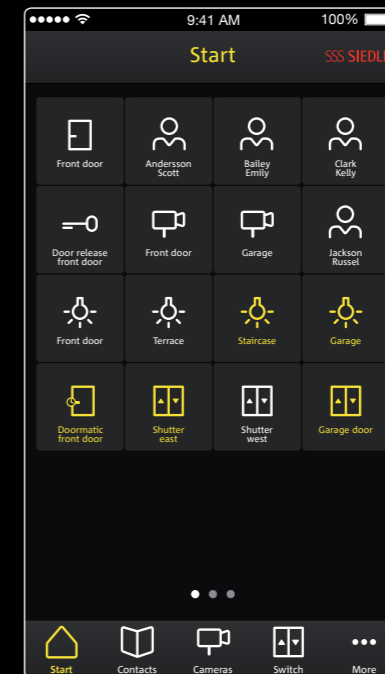 9:41 AM 100%
Start SSS SIEDL
Front door
Andersson
Scott
Bailey
Emily
Clark
Kelly
Door release
front door
Front door
Garage
Jackson
Russel
Front door
Terrace
Staircase
Garage
Doormatic
front door
Shutter
east
Shutter
west
Garage door
Start Contacts Cameras Switch More